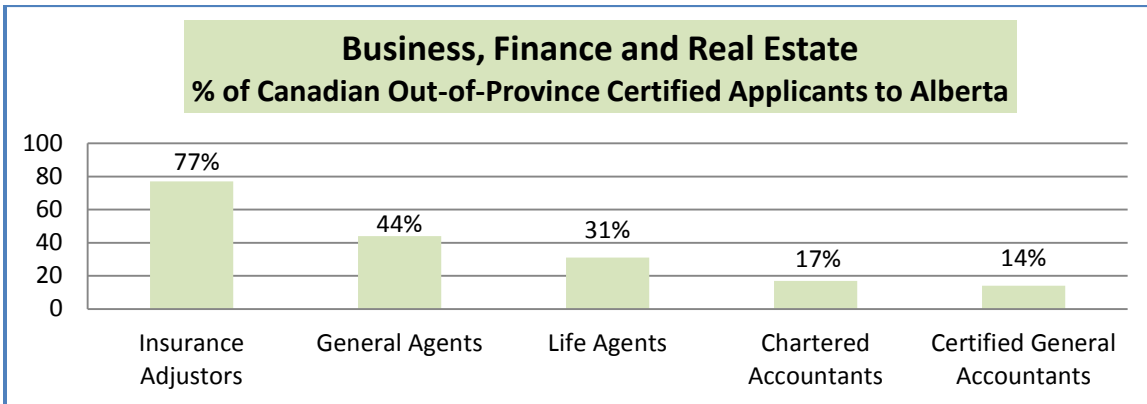 Business, Finance and Real Estate
% of Canadian Out-of-Province Certified Applicants to Alberta
100
80
60
40
20
0
77%
44%
31%
17%
14%
Insurance
Adjustors
General Agents
Life Agents
Chartered
Accountants
Certified General
Accountants